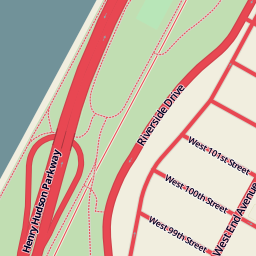 Riverside Drive
West 101st Street
West 100th Street
West 99th Street
West End Avenue
Henry Hudson Parkway